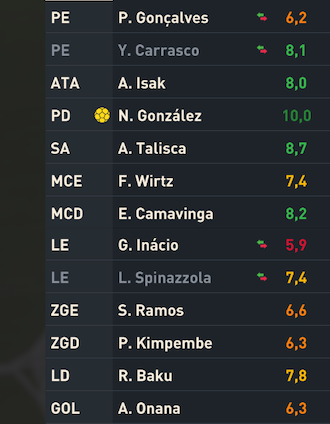 PE P. Gonçalves 6,2
PE Y. Carrasco 8,1
ATA A. Isak 8,0
PD N. González 10,0
SA A. Talisca 8,7
MCE F. Wirtz 7,4
MCD E. Camavinga 8,2
LE G. Inácio 5,9
LE L. Spinazzola 7,4
ZGE S. Ramos 6,6
ZGD P. Kimpembe 6,3
LD R. Baku 7,8
GOL A. Onana 6,3